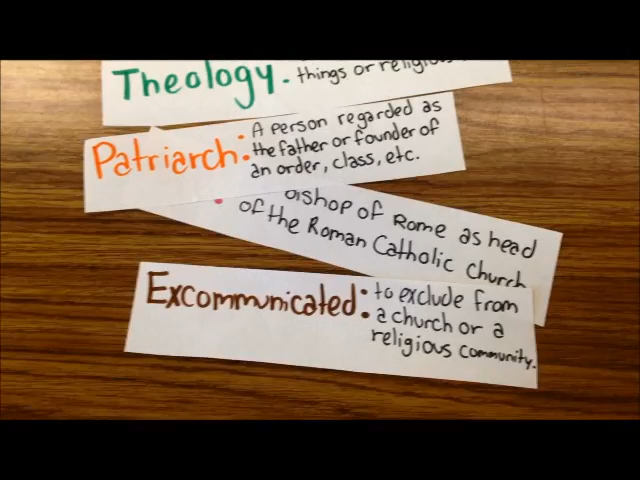 Theology. things or religious
Patriarch: A person regarded as
the father or founder of
an order, class, etc.
Bishop of Rome as head
of the Roman Catholic Church
Excommunicated: to exclude from
a church or a
religious community.